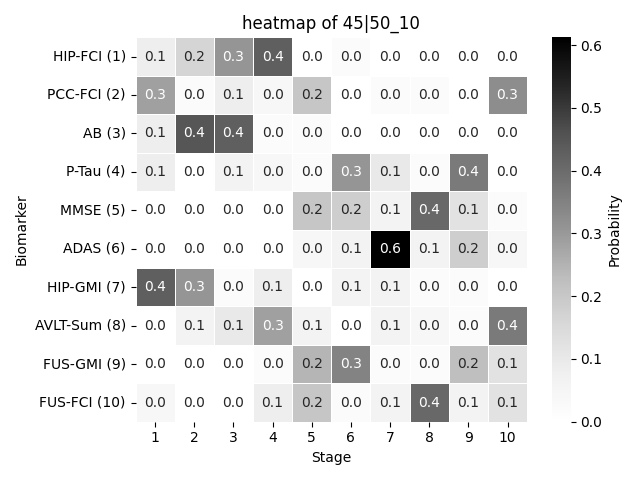 heatmap of 45|50_10
HIP-FCI (1) 0.1 0.2 0.3 0.4 0.0 0.0 0.0 0.0 0.0 0.0
PCC-FCI (2) 0.3 0.0 0.1 0.0 0.2 0.0 0.0 0.0 0.0 0.3
AB (3) 0.1 0.4 0.4 0.0 0.0 0.0 0.0 0.0 0.0 0.0
P-Tau (4) 0.1 0.0 0.1 0.0 0.0 0.3 0.1 0.0 0.4 0.0
MMSE (5) 0.0 0.0 0.0 0.0 0.2 0.2 0.1 0.4 0.1 0.0
ADAS (6) 0.0 0.0 0.0 0.0 0.0 0.1 0.6 0.1 0.2 0.0
HIP-GMI (7) 0.4 0.3 0.0 0.1 0.0 0.1 0.1 0.0 0.0 0.0
AVLT-Sum (8) 0.0 0.1 0.1 0.3 0.1 0.0 0.1 0.0 0.0 0.4
FUS-GMI (9) 0.0 0.0 0.0 0.0 0.2 0.3 0.0 0.0 0.2 0.1
FUS-FCI (10) 0.0 0.0 0.0 0.1 0.2 0.0 0.1 0.4 0.1 0.1
1 2 3 4 5 6 7 8 9 10
Stage
Biomarker
0.6
0.5
0.4
0.3
0.2
0.1
0.0
Probability